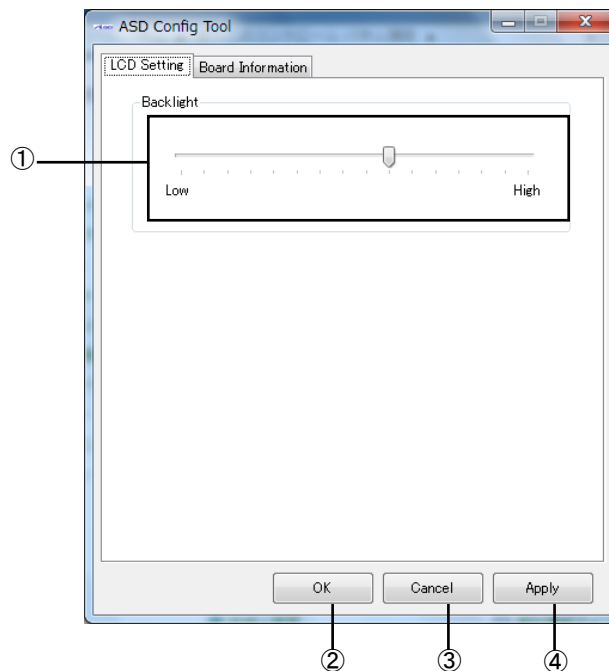 ASD Config Tool
LCD Setting Board Information
Backlight
①
Low High
OK Cancel Apply
② ③ ④